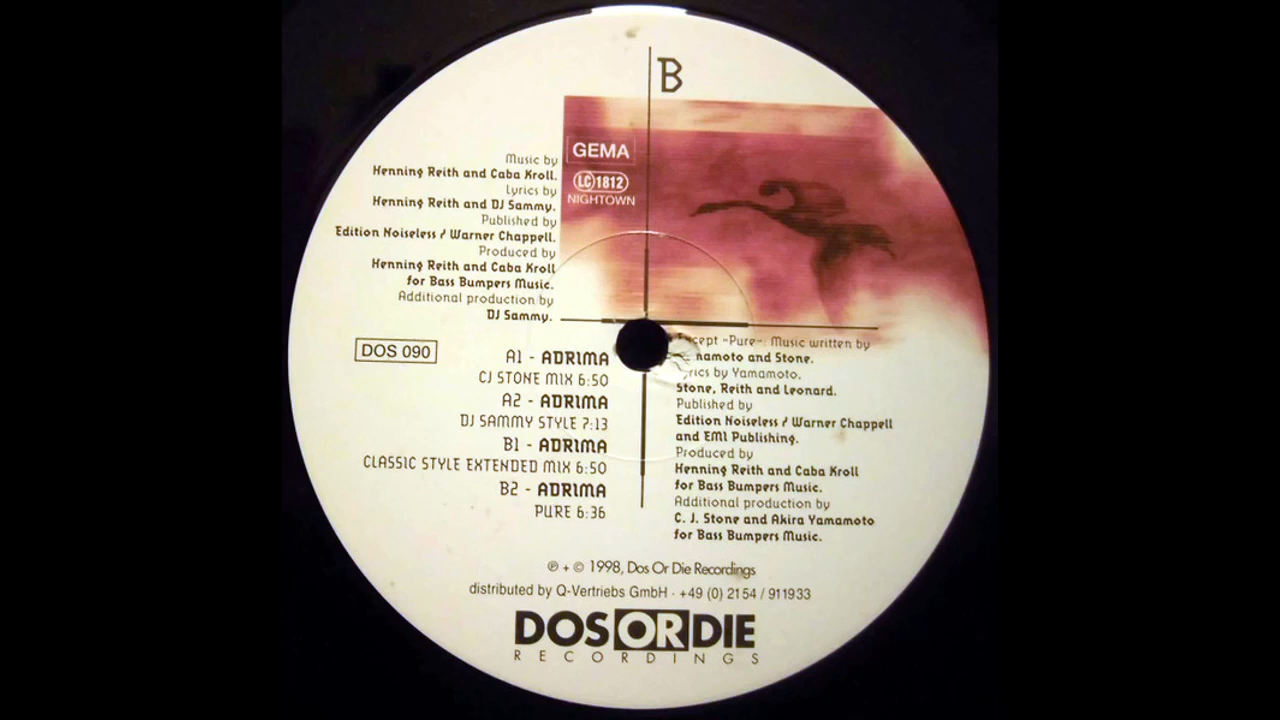 B
GEMA
LC 1812
NIGHTOWN
Music by
Henning Reith and Caba Kroll.
Lyrics by
Henning Reith and DJ Sammy.
Published by
Edition Noiseless / Warner Chappell.
Produced by
Henning Reith and Caba Kroll
for Bass Bumpers Music.
Additional production by
DJ Sammy.
DOS 090
A1 - ADRIMA
CJ STONE MIX 6:50
A2 - ADRIMA
DJ SAMMY STYLE 7:13
B1 - ADRIMA
CLASSIC STYLE EXTENDED MIX 6:50
B2 - ADRIMA
PURE 6:36
"Pure": Music written by
and Stone.
by Yamamoto,
Stone, Reith and Leonard.
Published by
Edition Noiseless / Warner Chappell
and EMI Publishing.
Produced by
Henning Reith and Caba Kroll
for Bass Bumpers Music.
Additional production by
C. J. Stone and Akira Yamamoto
for Bass Bumpers Music.
℗ + © 1998, Dos Or Die Recordings
distributed by Q-Vertriebs GmbH · +49 (0) 2154 / 911933
DOS OR DIE
RECORDINGS